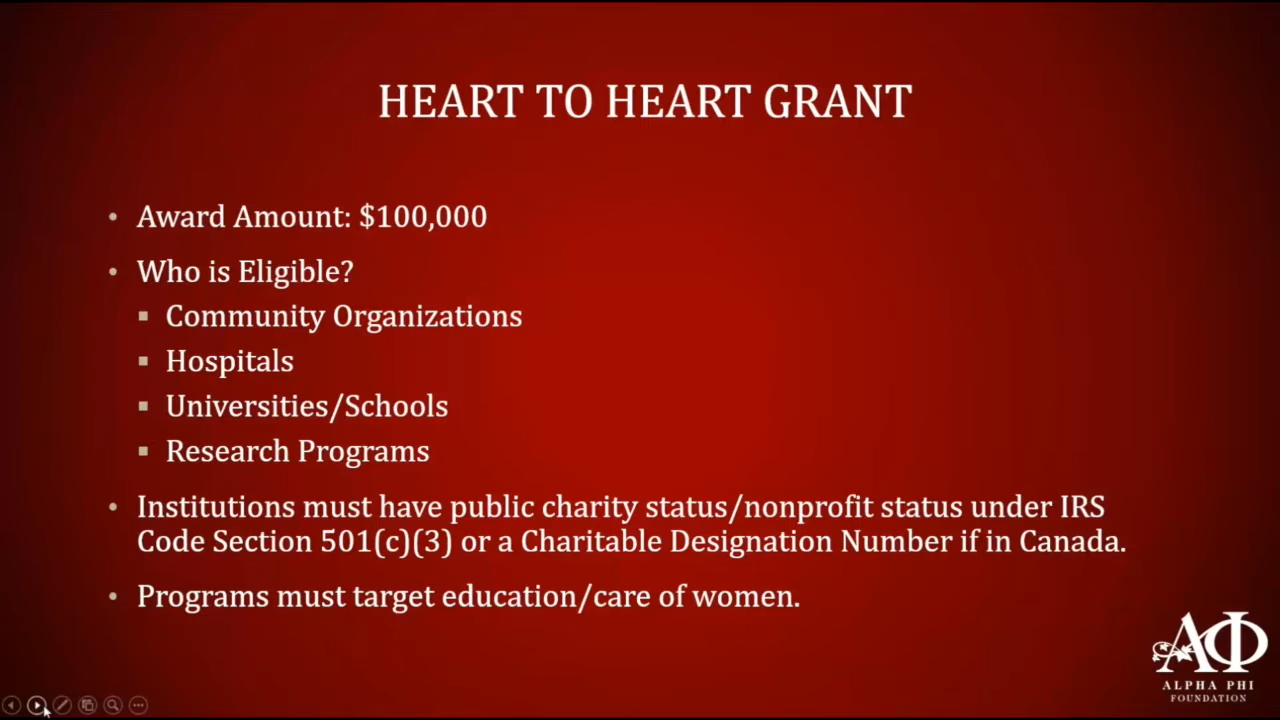 HEART TO HEART GRANT
• Award Amount: $100,000
• Who is Eligible?
▪ Community Organizations
▪ Hospitals
▪ Universities/Schools
▪ Research Programs
• Institutions must have public charity status/nonprofit status under IRS
Code Section 501(c)(3) or a Charitable Designation Number if in Canada.
• Programs must target education/care of women.
ΑΦ
ALPHA PHI
FOUNDATION